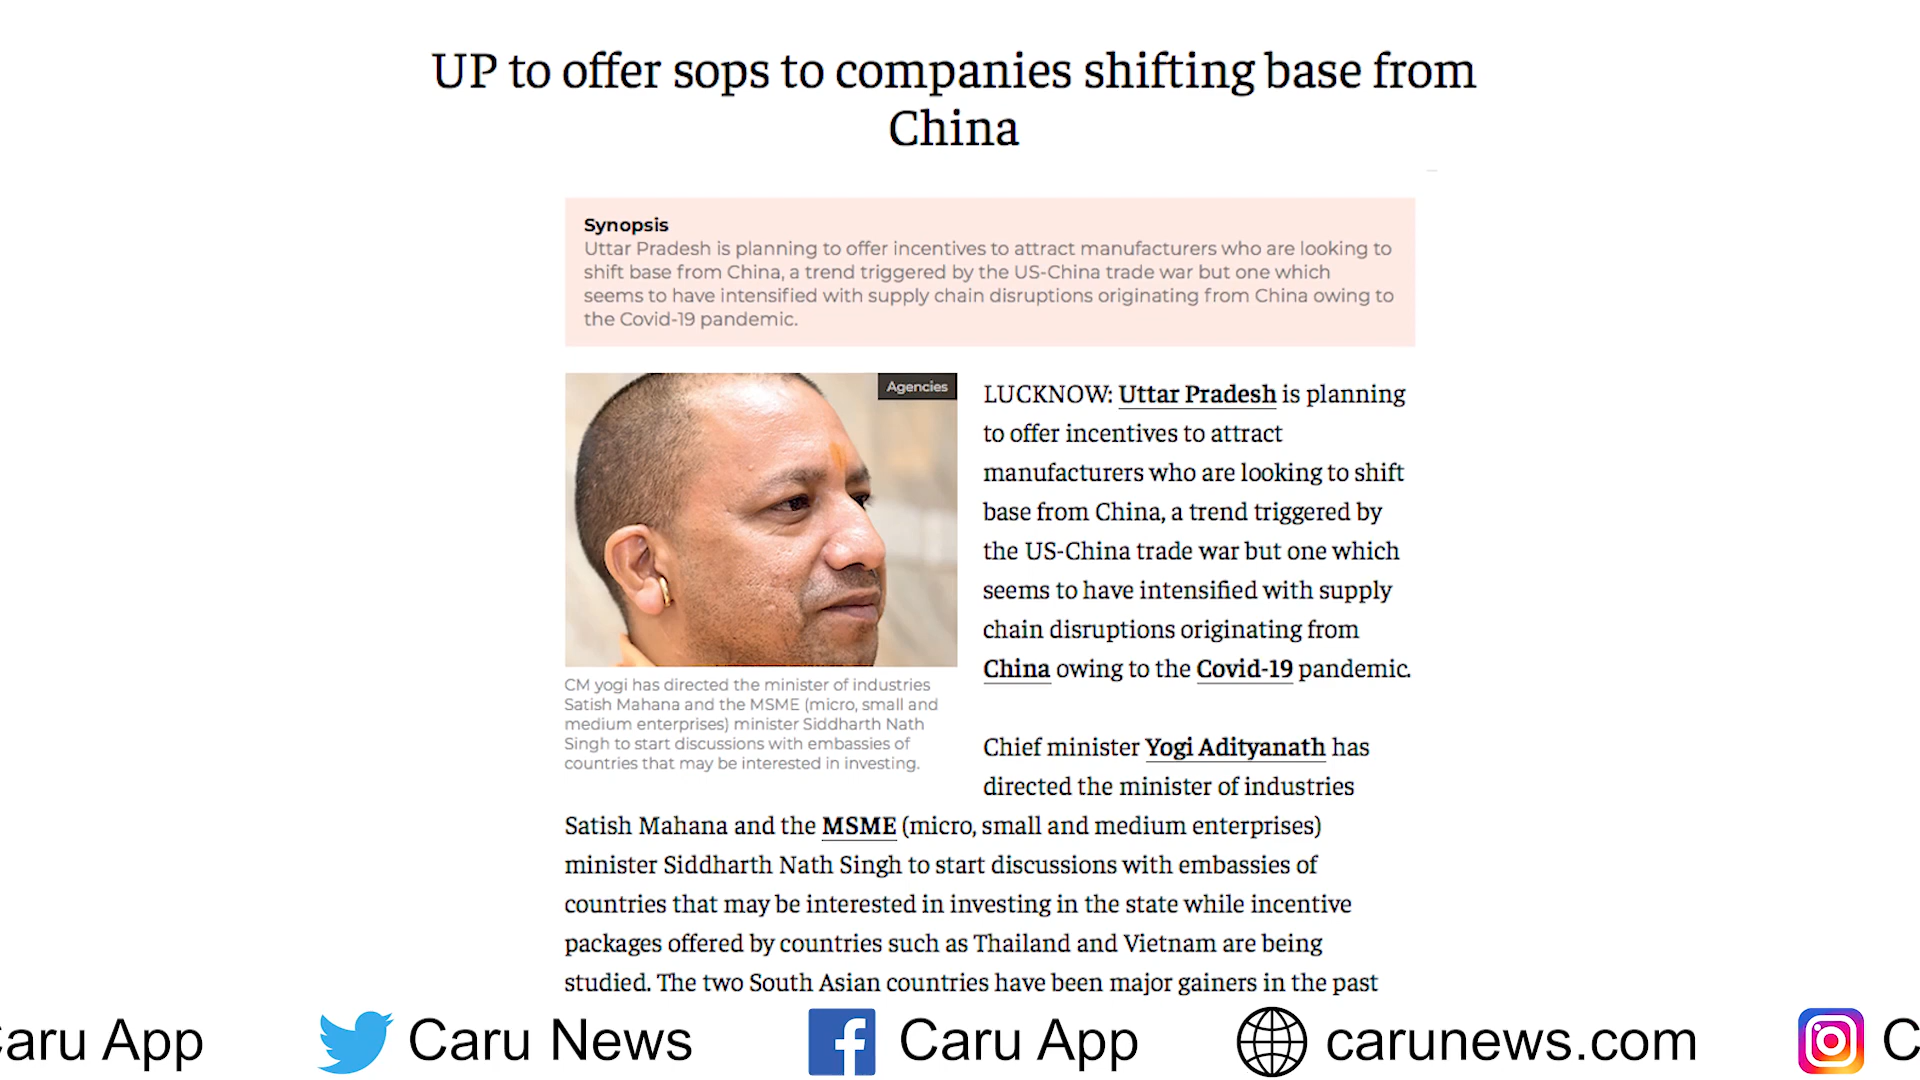 UP to offer sops to companies shifting base from
China
Synopsis
Uttar Pradesh is planning to offer incentives to attract manufacturers who are looking to
shift base from China, a trend triggered by the US-China trade war but one which
seems to have intensified with supply chain disruptions originating from China owing to
the Covid-19 pandemic.
Agencies
CM yogi has directed the minister of industries
Satish Mahana and the MSME (micro, small and
medium enterprises) minister Siddharth Nath
Singh to start discussions with embassies of
countries that may be interested in investing.
LUCKNOW: Uttar Pradesh is planning
to offer incentives to attract
manufacturers who are looking to shift
base from China, a trend triggered by
the US-China trade war but one which
seems to have intensified with supply
chain disruptions originating from
China owing to the Covid-19 pandemic.
Chief minister Yogi Adityanath has
directed the minister of industries
Satish Mahana and the MSME (micro, small and medium enterprises)
minister Siddharth Nath Singh to start discussions with embassies of
countries that may be interested in investing in the state while incentive
packages offered by countries such as Thailand and Vietnam are being
studied. The two South Asian countries have been major gainers in the past
aru App Caru News Caru App carunews.com C